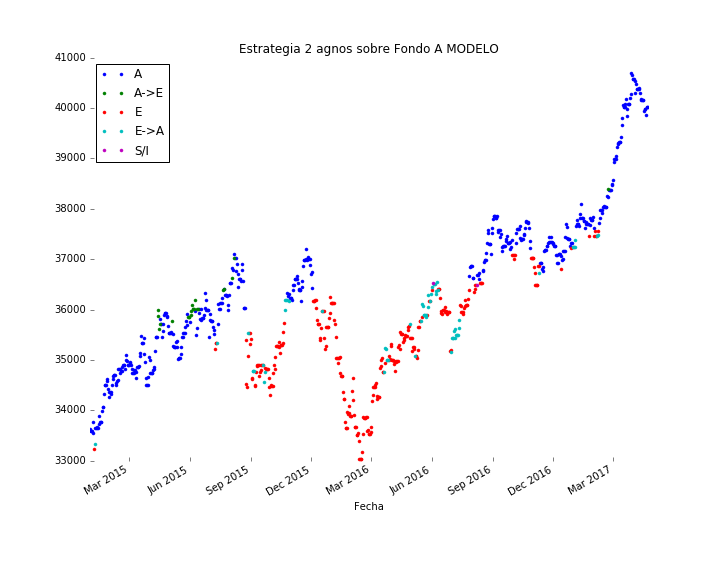 Estrategia 2 agnos sobre Fondo A MODELO
41000
40000
39000
38000
37000
36000
35000
34000
33000
A
A->E
E
E->A
S/I
Mar 2015
Jun 2015
Sep 2015
Dec 2015
Mar 2016
Jun 2016
Sep 2016
Dec 2016
Mar 2017
Fecha